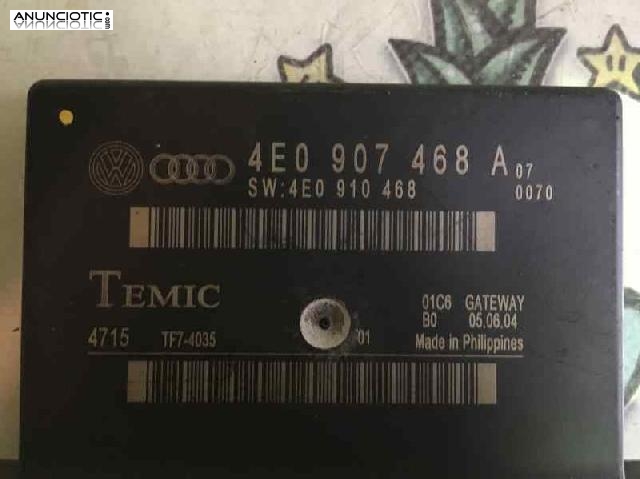 ANUNCIOTIC.com
4E0 907 468 A 07
SW:4E0 910 468 0070
TEMIC
01C6 GATEWAY
4715 TF7-4035 01 B0 05.06.04
Made in Philippines